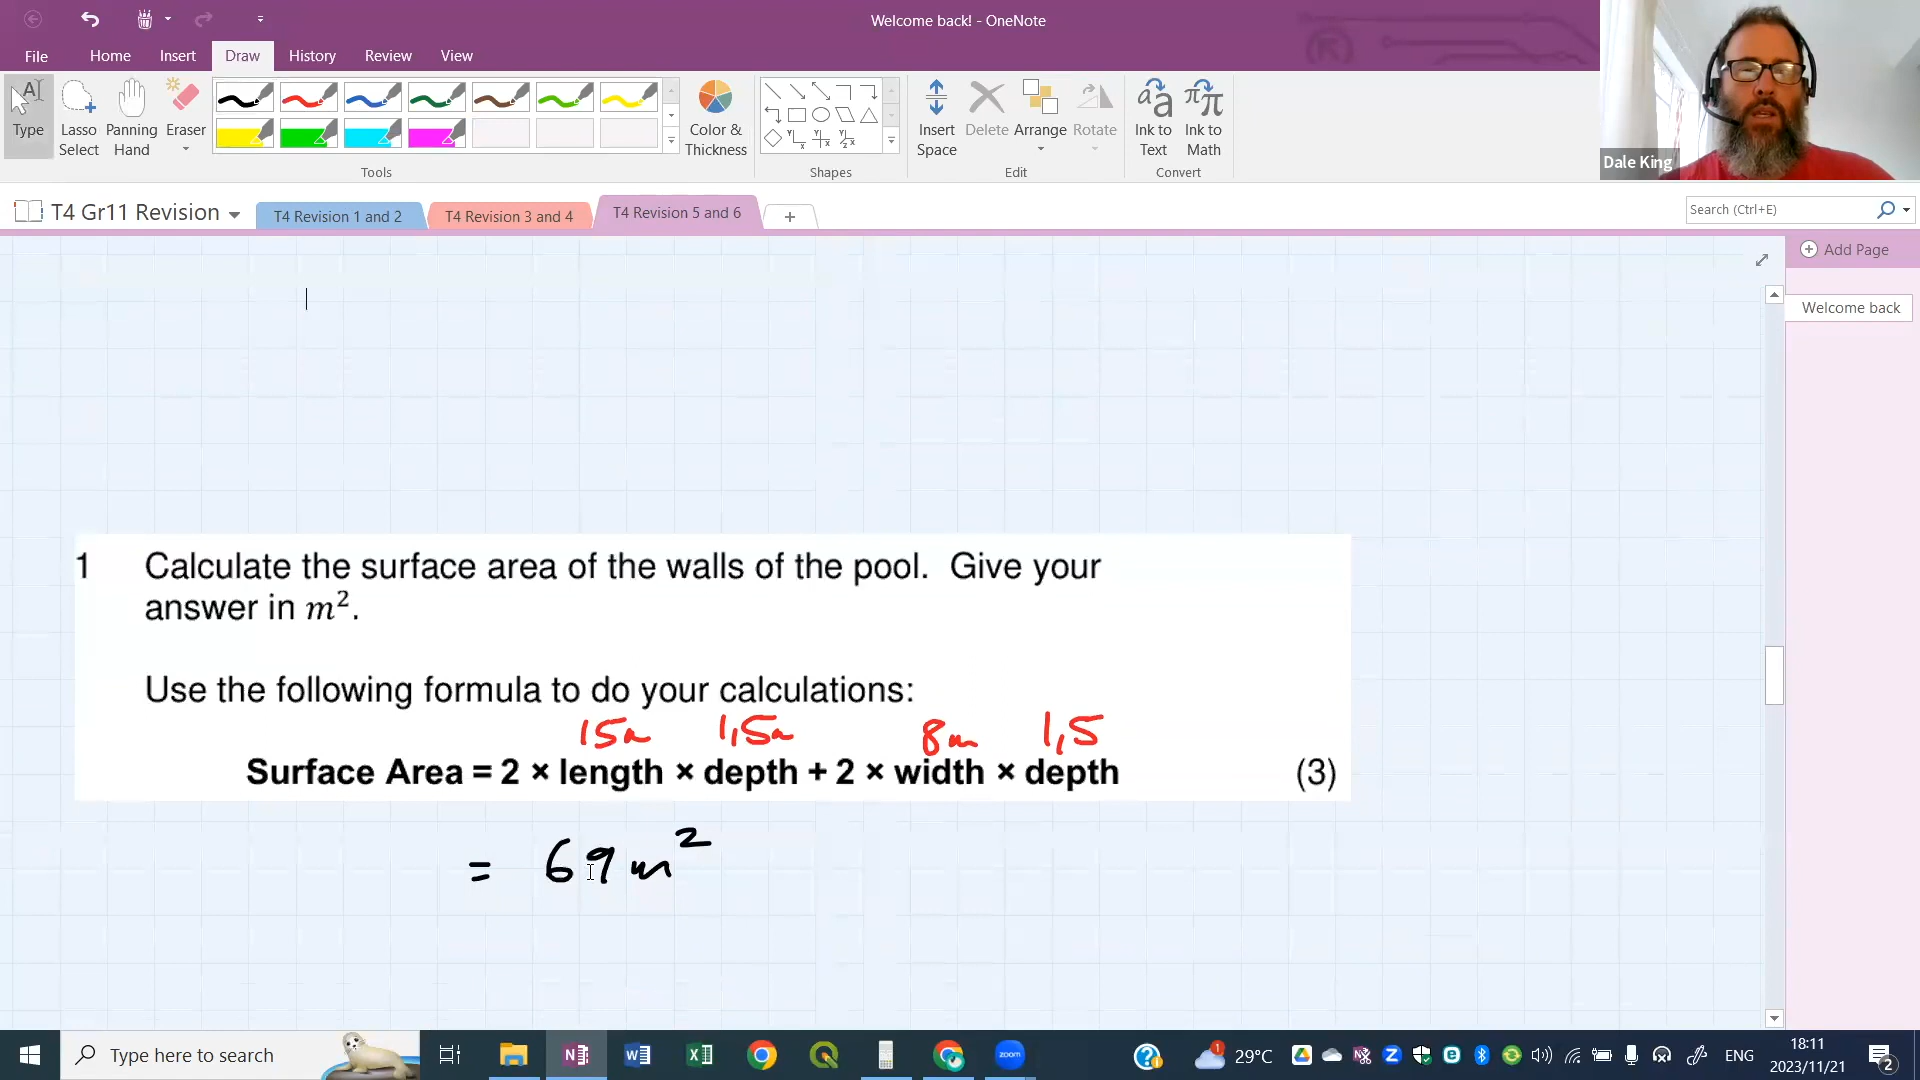 Welcome back! - OneNote
File Home Insert Draw History Review View
Type
Lasso Select
Panning Hand
Eraser
Color & Thickness
Insert Space
Delete
Arrange
Rotate
Ink to Text
Ink to Math
Tools
Shapes
Edit
Convert
Dale King
T4 Gr11 Revision
T4 Revision 1 and 2
T4 Revision 3 and 4
T4 Revision 5 and 6
Search (Ctrl+E)
Add Page
Welcome back
1 Calculate the surface area of the walls of the pool. Give your
answer in m².
Use the following formula to do your calculations:
15m 1,5m 8m 1,5
Surface Area = 2 × length × depth + 2 × width × depth (3)
= 69 m²
Type here to search
zoom
29°C
ENG
18:11
2023/11/21
2